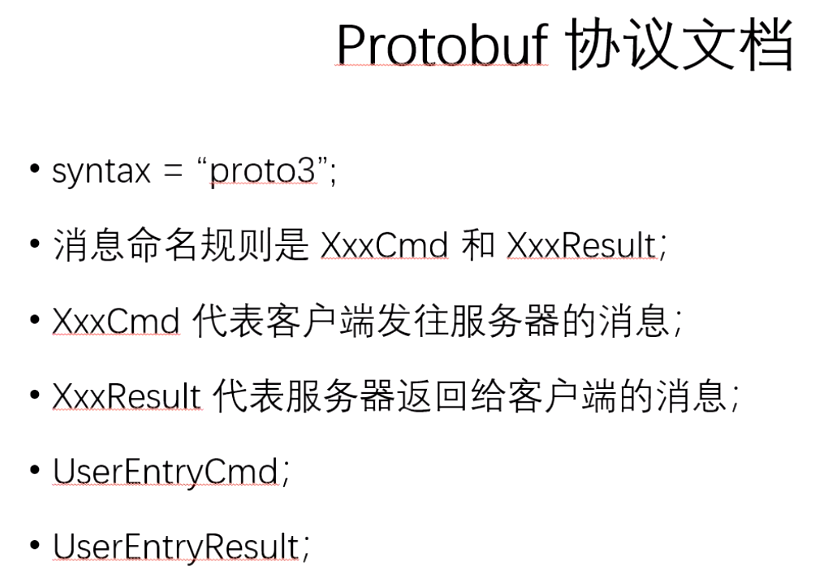 Protobuf 协议文档
• syntax = “proto3”;
• 消息命名规则是 XxxCmd 和 XxxResult；
• XxxCmd 代表客户端发往服务器的消息；
• XxxResult 代表服务器返回给客户端的消息；
• UserEntryCmd；
• UserEntryResult；